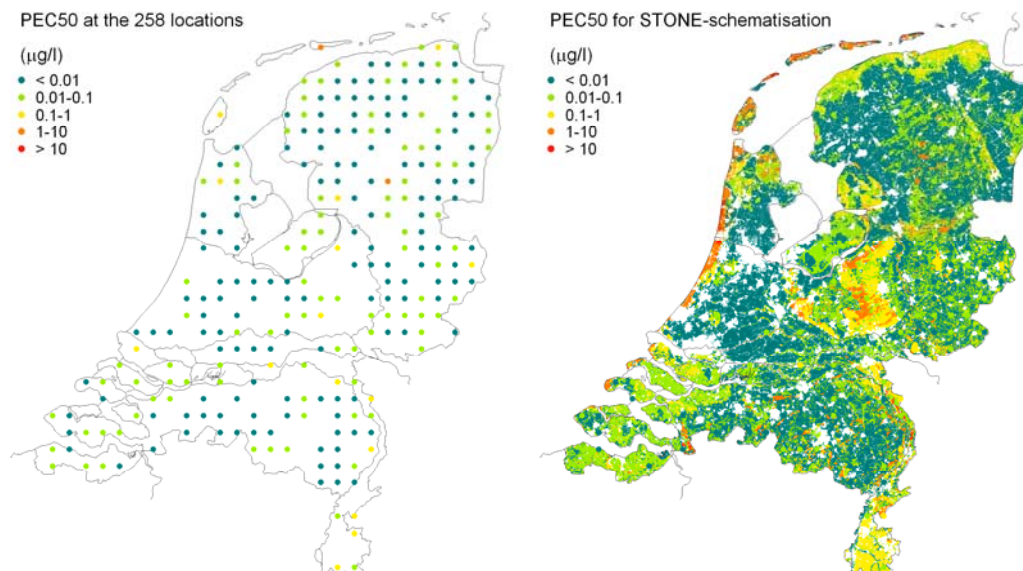 PEC50 at the 258 locations
(µg/l)
< 0.01
0.01-0.1
0.1-1
1-10
> 10
PEC50 for STONE-schematisation
(µg/l)
< 0.01
0.01-0.1
0.1-1
1-10
> 10